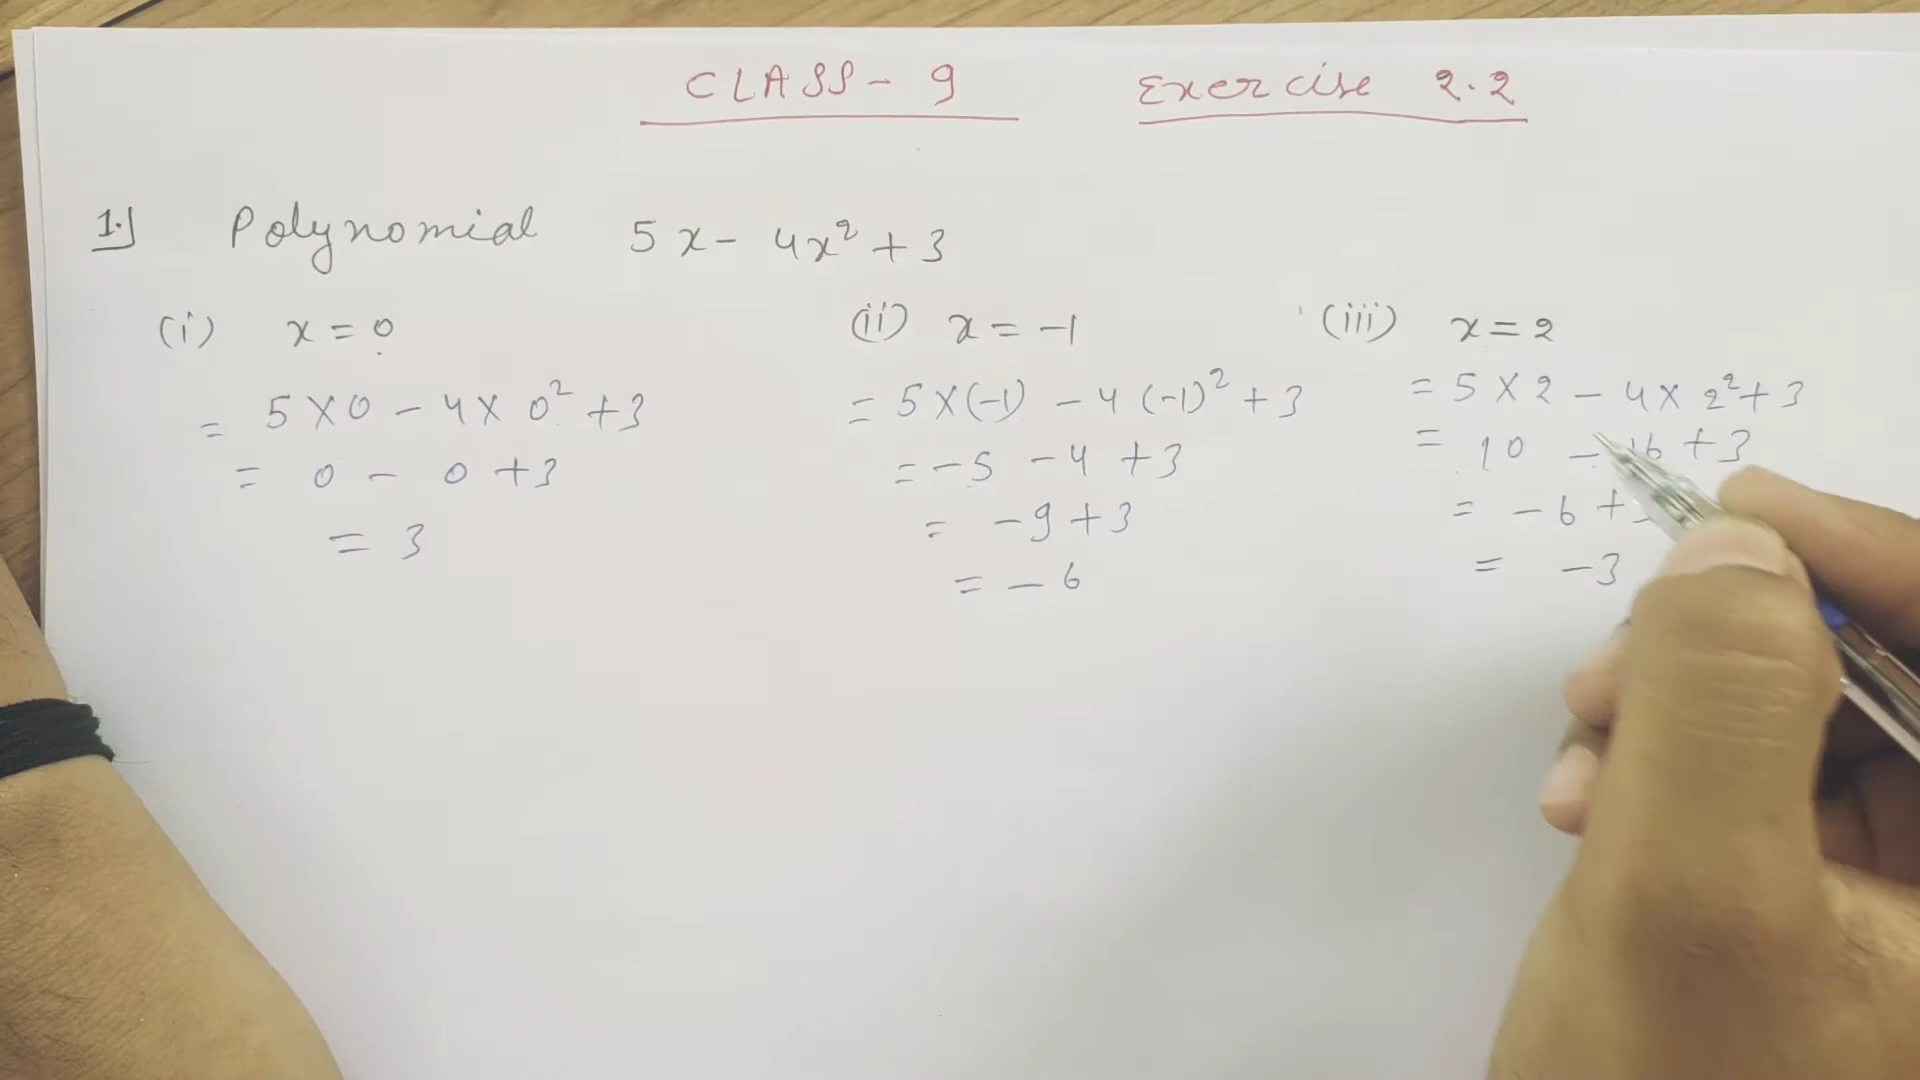 CLASS - 9 Exercise 2.2
1.) Polynomial 5x - 4x² + 3
(i) x = 0
= 5 × 0 - 4 × 0² + 3
= 0 - 0 + 3
= 3
(ii) x = -1
= 5 × (-1) - 4 (-1)² + 3
= -5 - 4 + 3
= -9 + 3
= -6
(iii) x = 2
= 5 × 2 - 4 × 2² + 3
= 10 - 16 + 3
= -6 +
= -3